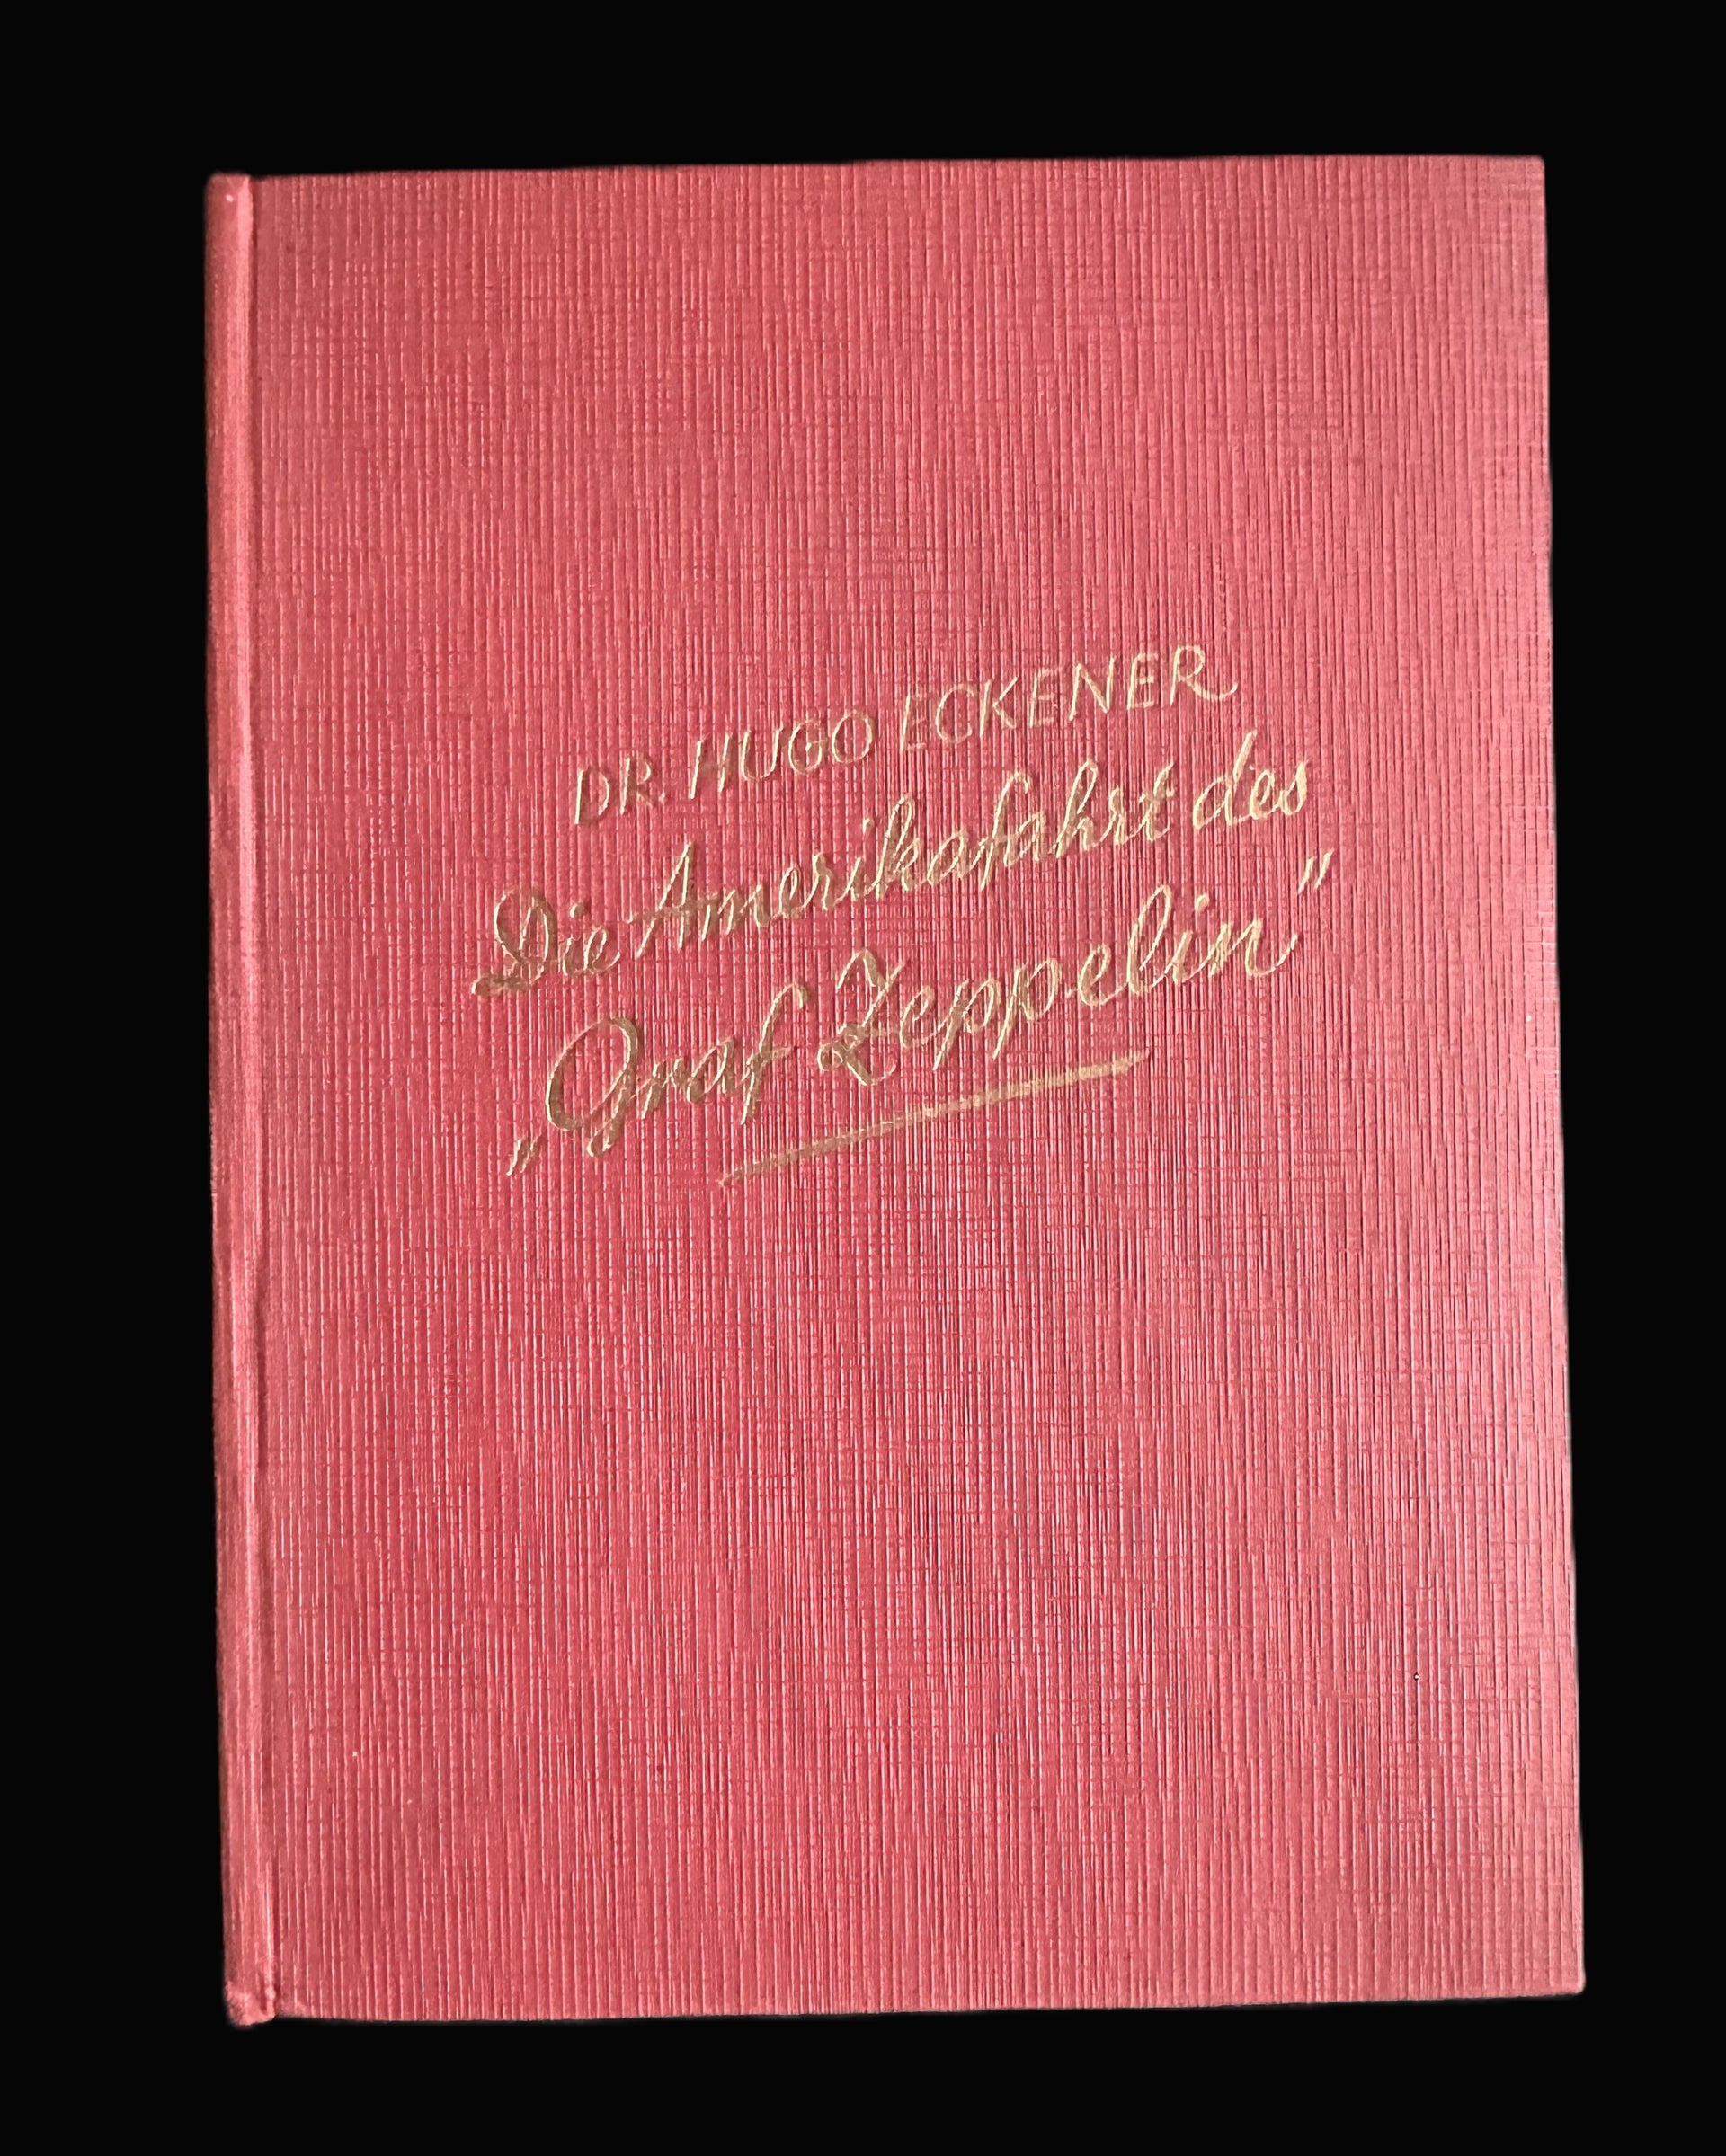 DR. HUGO ECKENER
Die Amerikafahrt des
„Graf Zeppelin”